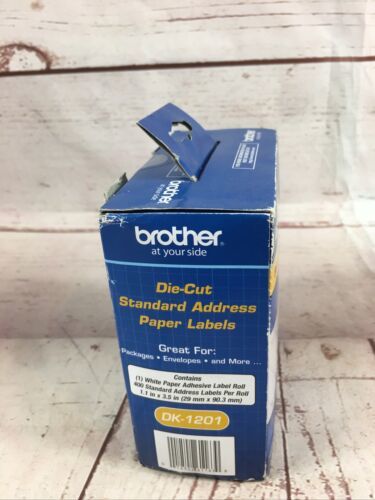 brother
at your side
Die-Cut
Standard Address
Paper Labels
Great For:
Packages • Envelopes • and More ...
Contains
(1) White Paper Adhesive Label Roll
400 Standard Address Labels Per Roll
1.1 in x 3.5 in (29 mm x 90.3 mm)
DK-1201